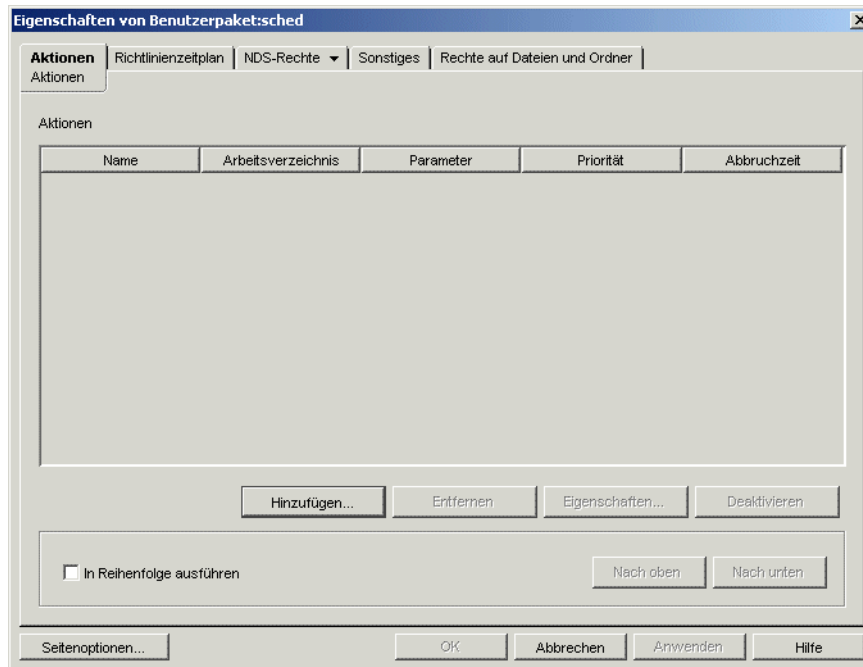 Eigenschaften von Benutzerpaket:sched
Aktionen Richtlinienzeitplan NDS-Rechte Sonstiges Rechte auf Dateien und Ordner
Aktionen
Aktionen
Name Arbeitsverzeichnis Parameter Priorität Abbruchzeit
Hinzufügen... Entfernen Eigenschaften... Deaktivieren
In Reihenfolge ausführen Nach oben Nach unten
Seitenoptionen... OK Abbrechen Anwenden Hilfe